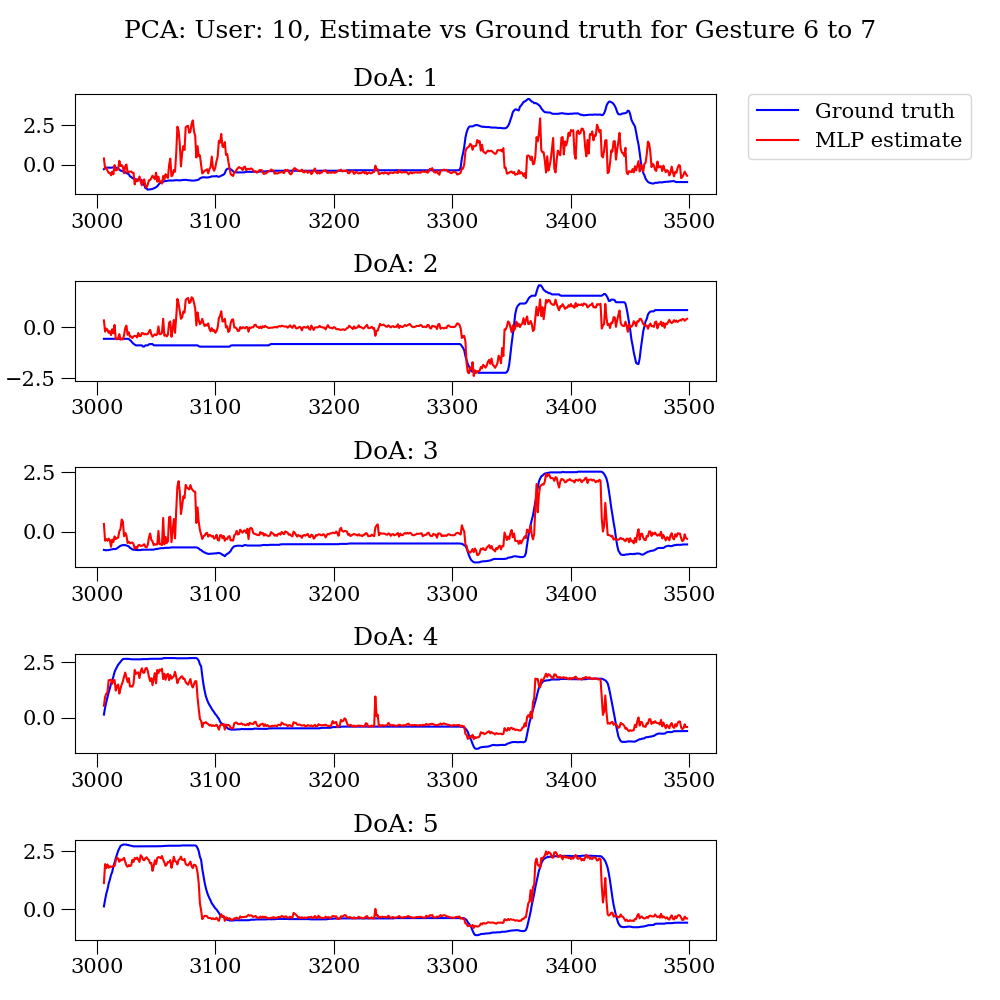 PCA: User: 10, Estimate vs Ground truth for Gesture 6 to 7
DoA: 1
Ground truth
MLP estimate
2.5
0.0
3000 3100 3200 3300 3400 3500
DoA: 2
0.0
−2.5
3000 3100 3200 3300 3400 3500
DoA: 3
2.5
0.0
3000 3100 3200 3300 3400 3500
DoA: 4
2.5
0.0
3000 3100 3200 3300 3400 3500
DoA: 5
2.5
0.0
3000 3100 3200 3300 3400 3500